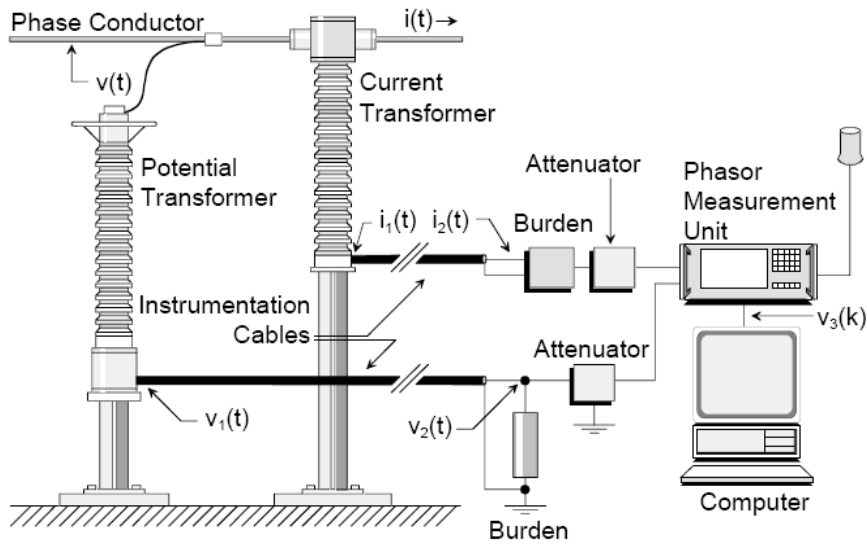 Phase Conductor
i(t)
v(t)
Current
Transformer
Potential
Transformer
Attenuator
Phasor
Measurement
Unit
i₁(t)
i₂(t)
Burden
Instrumentation
Cables
v₃(k)
Attenuator
v₁(t)
v₂(t)
Computer
Burden